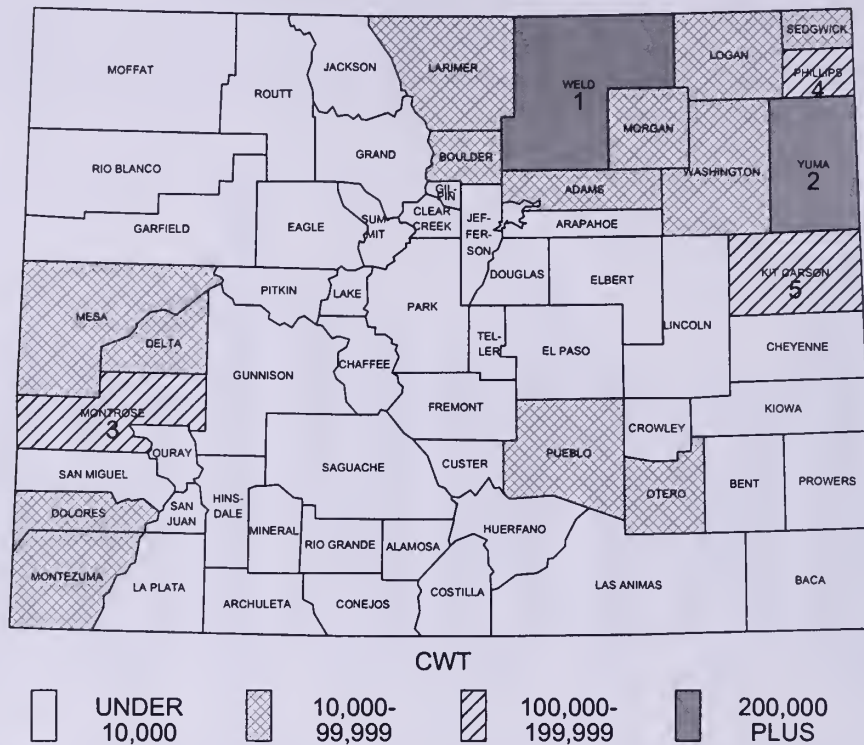 MOFFAT
ROUTT
JACKSON
LARIMER
WELD
1
LOGAN
SEDGWICK
PHILLIPS
4
MORGAN
RIO BLANCO
GRAND
BOULDER
WASHINGTON
YUMA
2
GARFIELD
EAGLE
SUM-
MIT
GIL-
PIN
CLEAR
CREEK
JEF-
FER-
SON
ADAMS
ARAPAHOE
DOUGLAS
ELBERT
KIT CARSON
5
MESA
DELTA
PITKIN
LAKE
PARK
LINCOLN
GUNNISON
CHAFFEE
TEL-
LER
EL PASO
CHEYENNE
MONTROSE
3
OURAY
FREMONT
CROWLEY
KIOWA
SAN MIGUEL
SAGUACHE
CUSTER
PUEBLO
OTERO
BENT
PROWERS
DOLORES
SAN
JUAN
HINS-
DALE
MINERAL
RIO GRANDE
ALAMOSA
HUERFANO
MONTEZUMA
LA PLATA
ARCHULETA
CONEJOS
COSTILLA
LAS ANIMAS
BACA
CWT
UNDER
10,000
10,000-
99,999
100,000-
199,999
200,000
PLUS